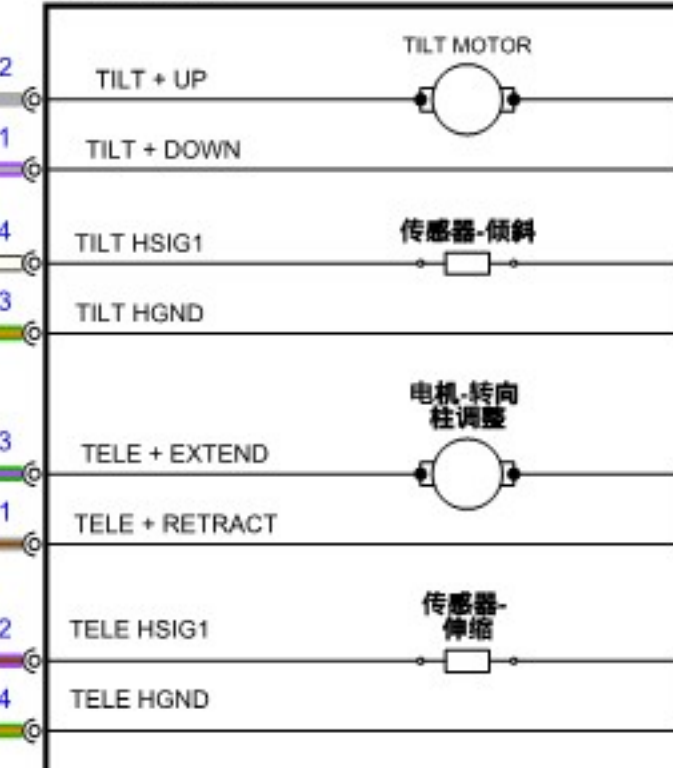 TILT MOTOR
2
TILT + UP
1
TILT + DOWN
4
TILT HSIG1
传感器-倾斜
3
TILT HGND
电机-转向
柱调整
3
TELE + EXTEND
1
TELE + RETRACT
传感器-
伸缩
2
TELE HSIG1
4
TELE HGND